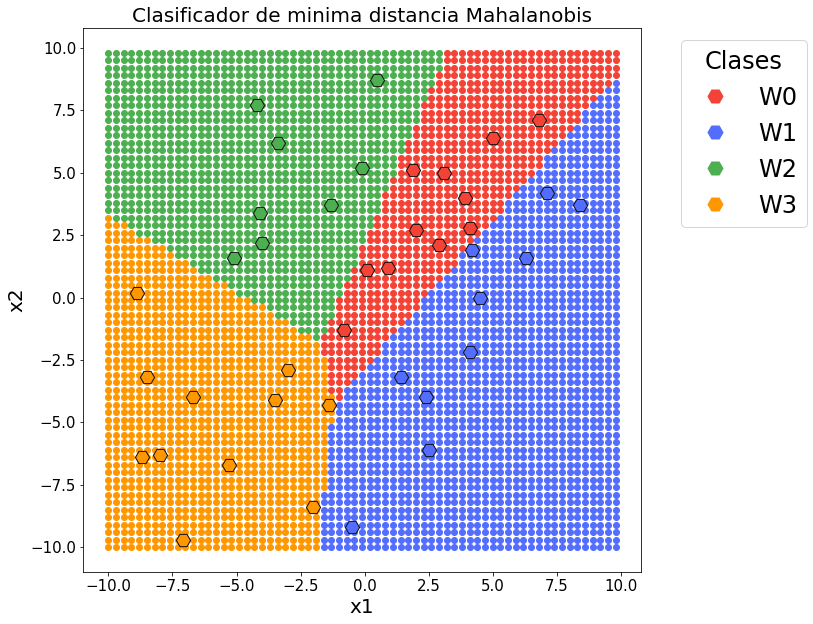 Clasificador de minima distancia Mahalanobis
Clases
W0
W1
W2
W3
x2
10.0
7.5
5.0
2.5
0.0
−2.5
−5.0
−7.5
−10.0
−10.0 −7.5 −5.0 −2.5 0.0 2.5 5.0 7.5 10.0
x1